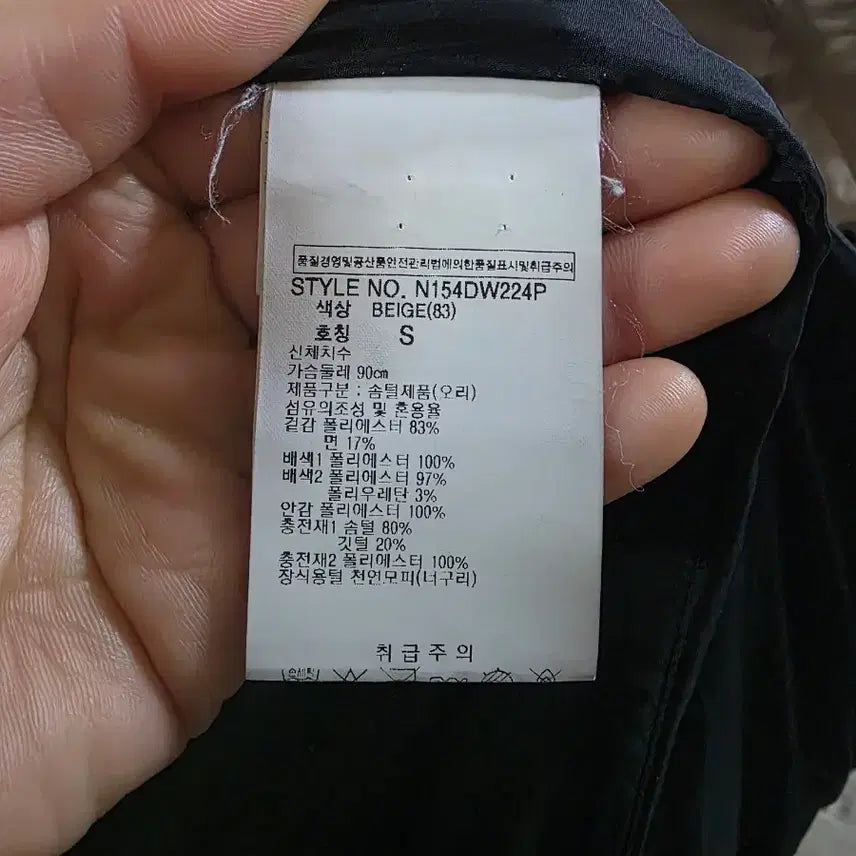 품질경영및공산품안전관리법에의한품질표시및취급주의
STYLE NO. N154DW224P
색상 BEIGE(83)
호칭 S
신체치수
가슴둘레 90cm
제품구분 : 솜털제품(오리)
섬유의조성 및 혼용율
겉감 폴리에스터 83%
면 17%
배색1 폴리에스터 100%
배색2 폴리에스터 97%
폴리우레탄 3%
안감 폴리에스터 100%
충전재1 솜털 80%
깃털 20%
충전재2 폴리에스터 100%
장식용털 천연모피(너구리)
취급주의